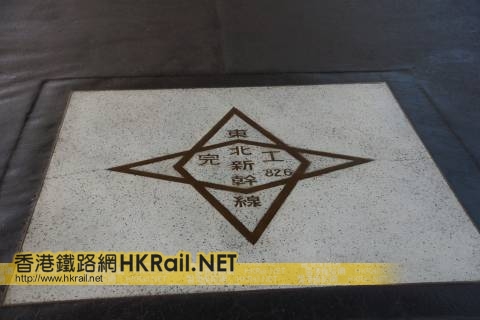 東
北
完新工
幹 82.6
線
香港鐵路網HKRail.NET
http://www.hkrail.net